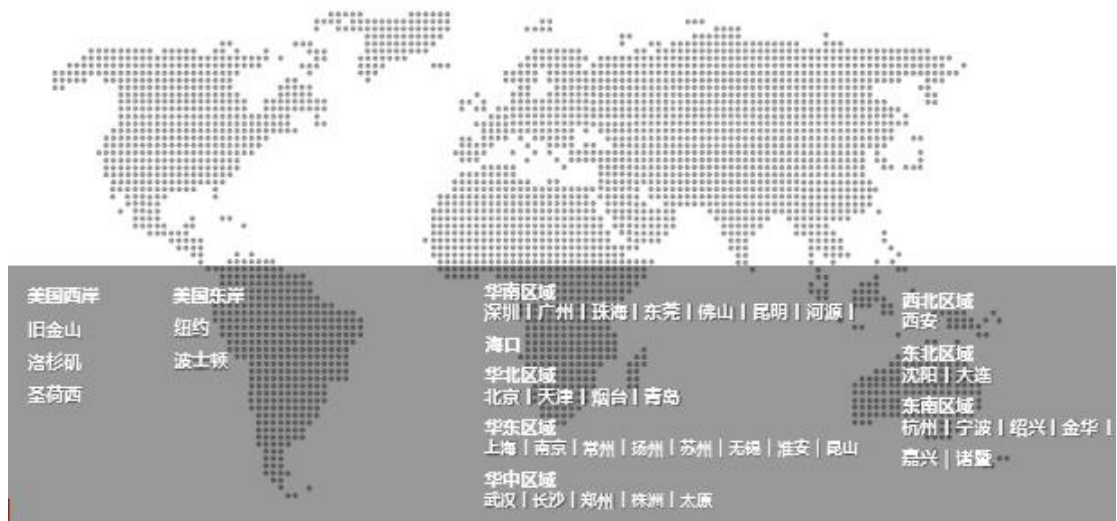 美国西岸
旧金山
洛杉矶
圣荷西
美国东岸
纽约
波士顿
华南区域
深圳 | 广州 | 珠海 | 东莞 | 佛山 | 昆明 | 河源 |
海口
华北区域
北京 | 天津 | 烟台 | 青岛
华东区域
上海 | 南京 | 常州 | 扬州 | 苏州 | 无锡 | 淮安 | 昆山
华中区域
武汉 | 长沙 | 郑州 | 株洲 | 太原
西北区域
西安
东北区域
沈阳 | 大连
东南区域
杭州 | 宁波 | 绍兴 | 金华 |
嘉兴 | 诸暨